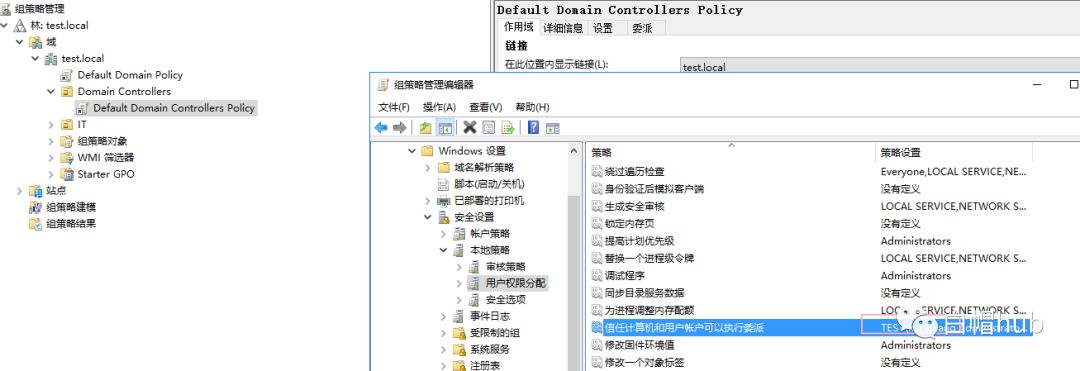 组策略管理
林: test.local
域
test.local
Default Domain Policy
Domain Controllers
Default Domain Controllers Policy
IT
组策略对象
WMI 筛选器
Starter GPO
站点
组策略建模
组策略结果
Default Domain Controllers Policy
作用域 详细信息 设置 委派
链接
在此位置内显示链接(L): test.local
组策略管理编辑器
文件(F) 操作(A) 查看(V) 帮助(H)
Windows 设置
域名解析策略
脚本(启动/关机)
已部署的打印机
安全设置
帐户策略
本地策略
审核策略
用户权限分配
安全选项
事件日志
受限制的组
系统服务
注册表
策略 策略设置
绕过遍历检查 Everyone,LOCAL SERVICE,NE...
身份验证后模拟客户端 没有定义
生成安全审核 LOCAL SERVICE,NETWORK S...
锁定内存页 没有定义
提高计划优先级 Administrators
替换一个进程级令牌 LOCAL SERVICE,NETWORK S...
调试程序 Administrators
同步目录服务数据 没有定义
为进程调整内存配额 LOCAL SERVICE,NETWORK S...
信任计算机和用户帐户可以执行委派
修改固件环境值 Administrators
修改一个对象标签 没有定义
白帽hub